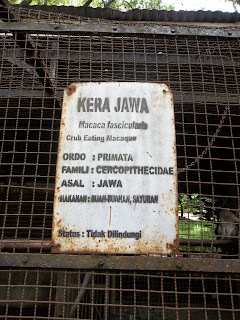 KERA JAWA
Macaca fascicularis
Crub Eating Macaque
ORDO : PRIMATA
FAMILI : CERCOPITHECIDAE
ASAL : JAWA
MAKANAN : BUAH-BUAHAN, SAYURAN
Status : Tidak Dilindungi